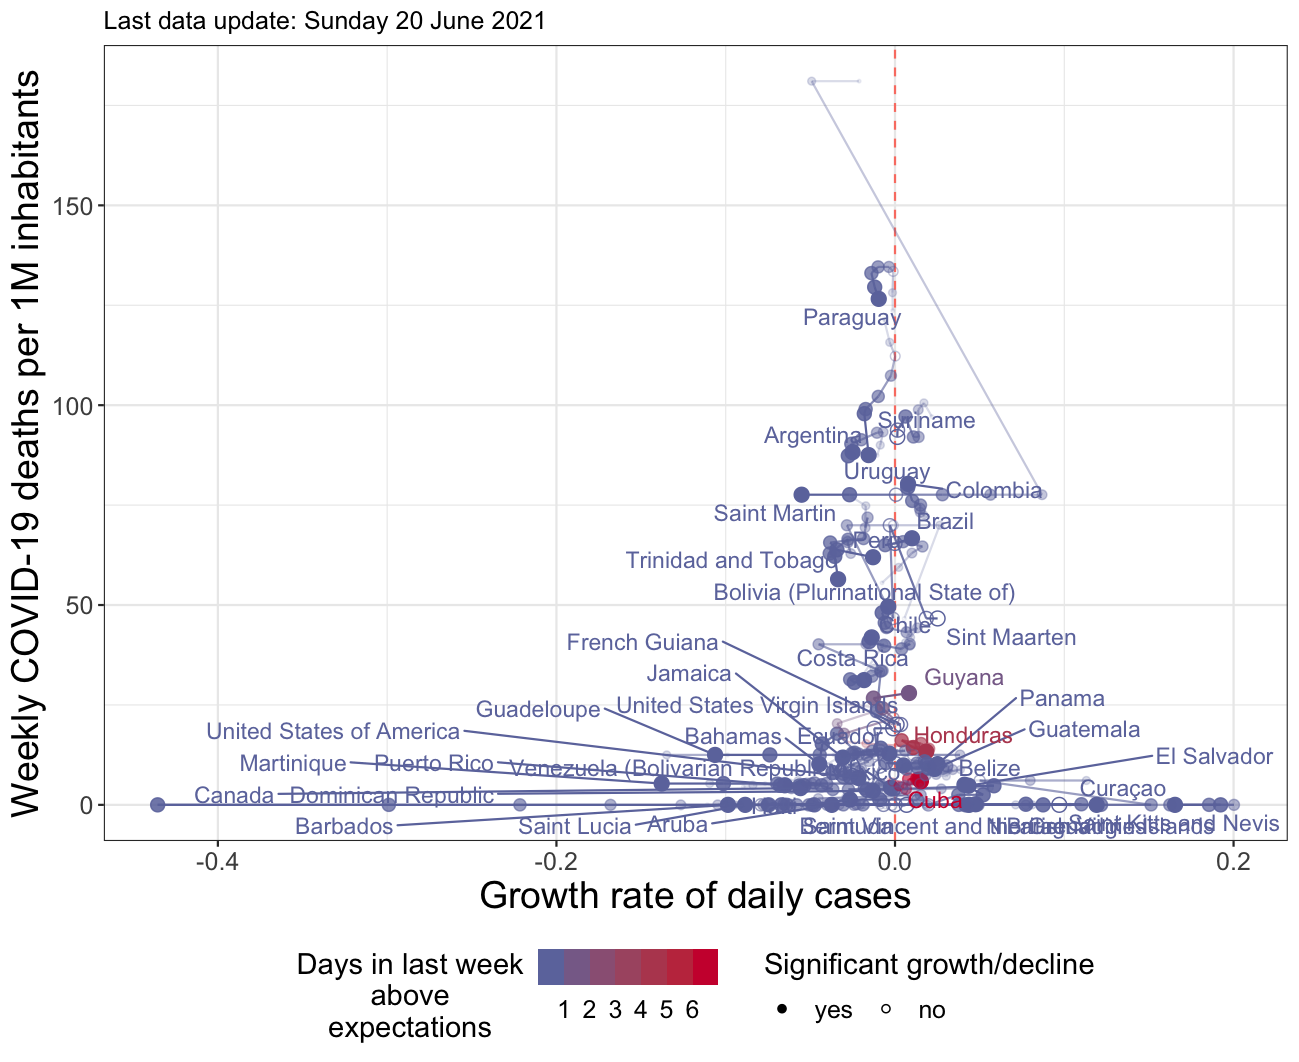 Last data update: Sunday 20 June 2021
Weekly COVID-19 deaths per 1M inhabitants
150
100
50
0
Paraguay
Suriname
Argentina
Uruguay
Colombia
Saint Martin
Brazil
Peru
Trinidad and Tobago
Bolivia (Plurinational State of)
Chile
Sint Maarten
French Guiana
Costa Rica
Jamaica
Guyana
Panama
United States Virgin Islands
Guadeloupe
United States of America
Bahamas
Ecuador
Honduras
Guatemala
El Salvador
Martinique
Puerto Rico
Venezuela (Bolivarian Republic
Belize
Canada
Dominican Republic
Curaçao
Cuba
Barbados
Saint Lucia
Aruba
Bermuda
Saint Kitts and Nevis
-0.4
-0.2
0.0
0.2
Growth rate of daily cases
Days in last week
above
expectations
1 2 3 4 5 6
Significant growth/decline
yes
no